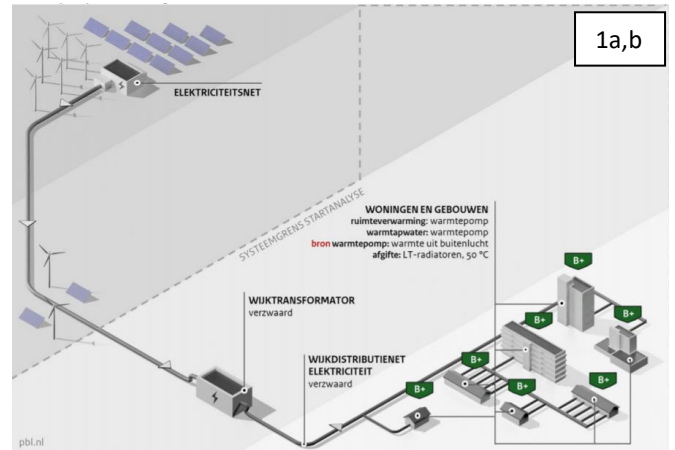 1a,b
ELEKTRICITEITSNET
SYSTEEMGRENS STARTANALYSE
WONINGEN EN GEBOUWEN
ruimteverwarming: warmtepomp
warmtapwater: warmtepomp
bron warmtepomp: warmte uit buitenlucht
afgifte: LT-radiatoren, 50 °C
B+
B+
B+
B+
B+
B+
B+
WIJKTRANSFORMATOR
verzwaard
WIJKDISTRIBUTIENET
ELEKTRICITEIT
verzwaard
pbl.nl